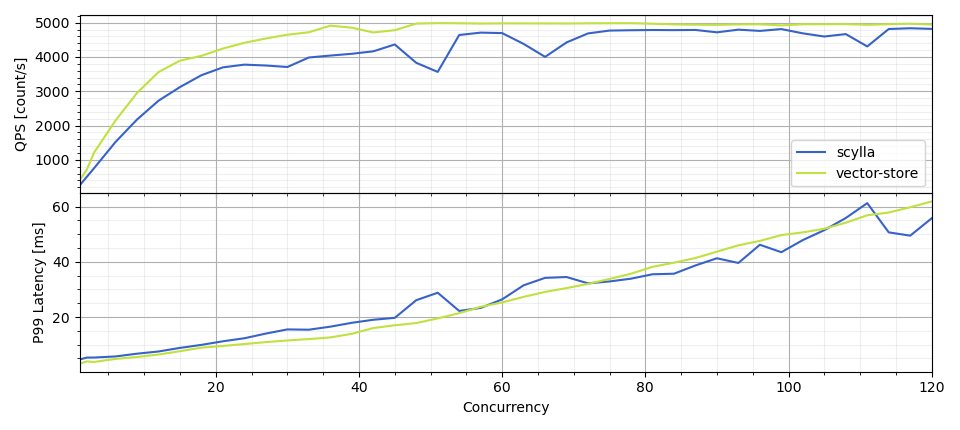 QPS [count/s]
5000
4000
3000
2000
1000
scylla
vector-store
P99 Latency [ms]
60
40
20
20 40 60 80 100 120
Concurrency